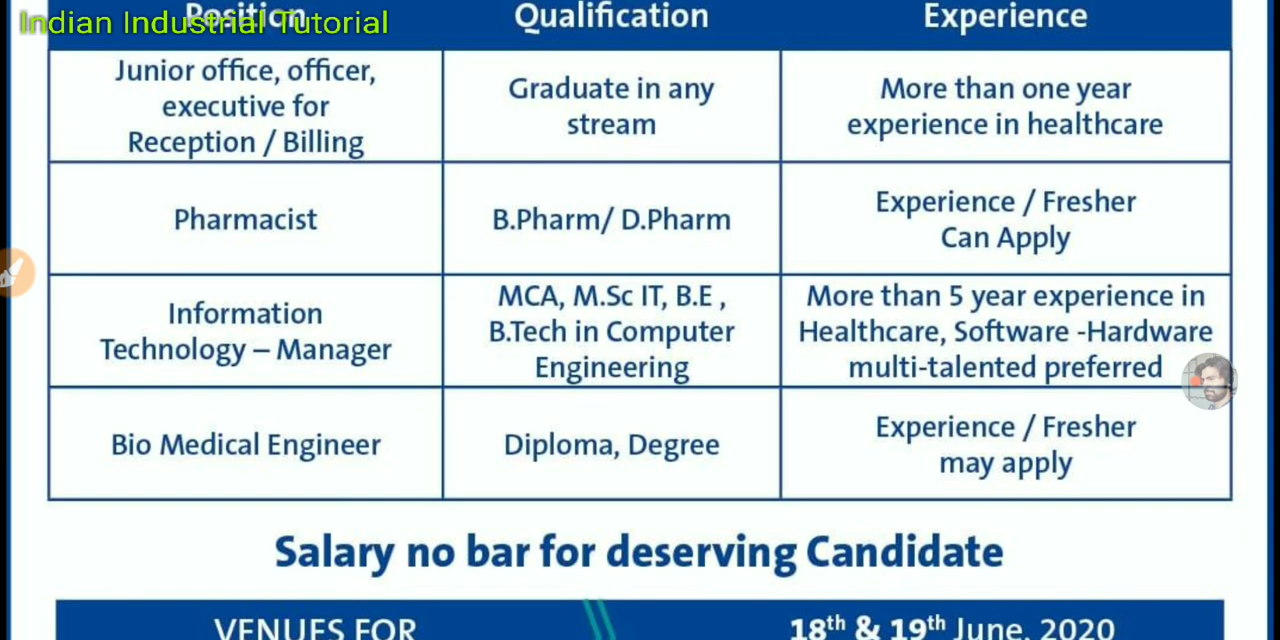 Indian Industrial Tutorial
Position Qualification Experience
Junior office, officer,
executive for
Reception / Billing
Graduate in any
stream
More than one year
experience in healthcare
Pharmacist
B.Pharm/ D.Pharm
Experience / Fresher
Can Apply
Information
Technology – Manager
MCA, M.Sc IT, B.E ,
B.Tech in Computer
Engineering
More than 5 year experience in
Healthcare, Software -Hardware
multi-talented preferred
Bio Medical Engineer
Diploma, Degree
Experience / Fresher
may apply
Salary no bar for deserving Candidate
VENUES FOR
18th & 19th June, 2020